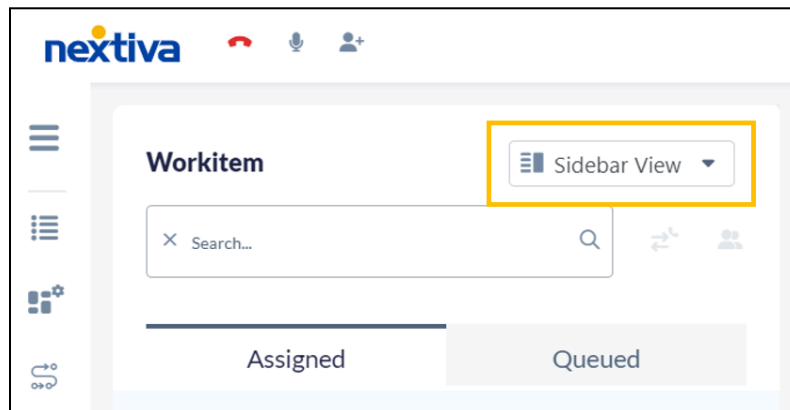 nextiva
Workitem
Sidebar View
Search...
Assigned
Queued